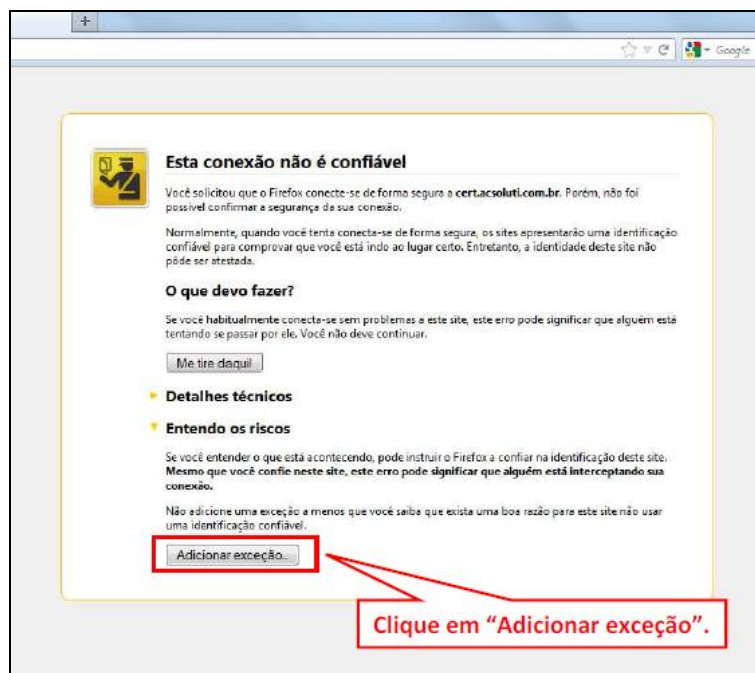 +
Google
Esta conexão não é confiável
Você solicitou que o Firefox conecte-se de forma segura a cert.acsoluti.com.br. Porém, não foi
possível confirmar a segurança da sua conexão.
Normalmente, quando você tenta conecta-se de forma segura, os sites apresentarão uma identificação
confiável para comprovar que você está indo ao lugar certo. Entretanto, a identidade deste site não
pôde ser atestada.
O que devo fazer?
Se você habitualmente conecta-se sem problemas a este site, este erro pode significar que alguém está
tentando se passar por ele. Você não deve continuar.
Me tire daqui!
Detalhes técnicos
Entendo os riscos
Se você entender o que está acontecendo, pode instruir o Firefox a confiar na identificação deste site.
Mesmo que você confie neste site, este erro pode significar que alguém está interceptando sua
conexão.
Não adicione uma exceção a menos que você saiba que exista uma boa razão para este site não usar
uma identificação confiável.
Adicionar exceção...
Clique em “Adicionar exceção”.